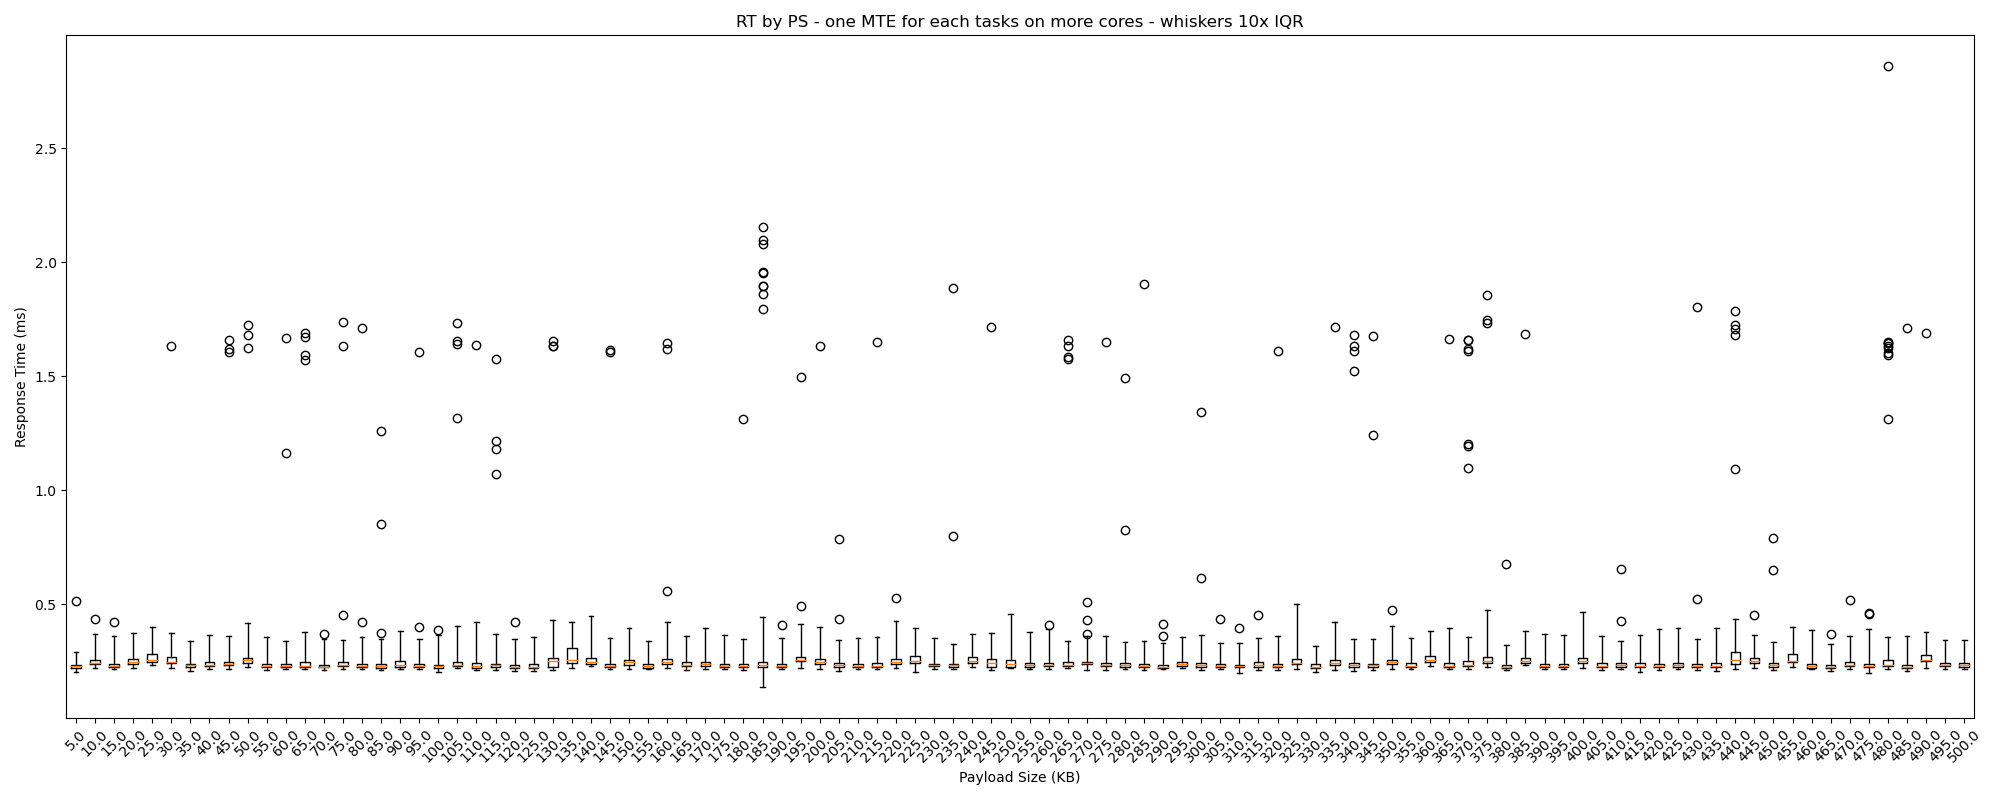 RT by PS - one MTE for each tasks on more cores - whiskers 10x IQR
Response Time (ms)
2.5
2.0
1.5
1.0
0.5
5.0 10.0 15.0 20.0 25.0 30.0 35.0 40.0 45.0 50.0 55.0 60.0 65.0 70.0 75.0 80.0 85.0 90.0 95.0 100.0 105.0 110.0 115.0 120.0 125.0 130.0 135.0 140.0 145.0 150.0 155.0 160.0 165.0 170.0 175.0 180.0 185.0 190.0 195.0 200.0 205.0 210.0 215.0 220.0 225.0 230.0 235.0 240.0 245.0 250.0 255.0 260.0 265.0 270.0 275.0 280.0 285.0 290.0 295.0 300.0 305.0 310.0 315.0 320.0 325.0 330.0 335.0 340.0 345.0 350.0 355.0 360.0 365.0 370.0 375.0 380.0 385.0 390.0 395.0 400.0 405.0 410.0 415.0 420.0 425.0 430.0 435.0 440.0 445.0 450.0 455.0 460.0 465.0 470.0 475.0 480.0 485.0 490.0 495.0 500.0
Payload Size (KB)